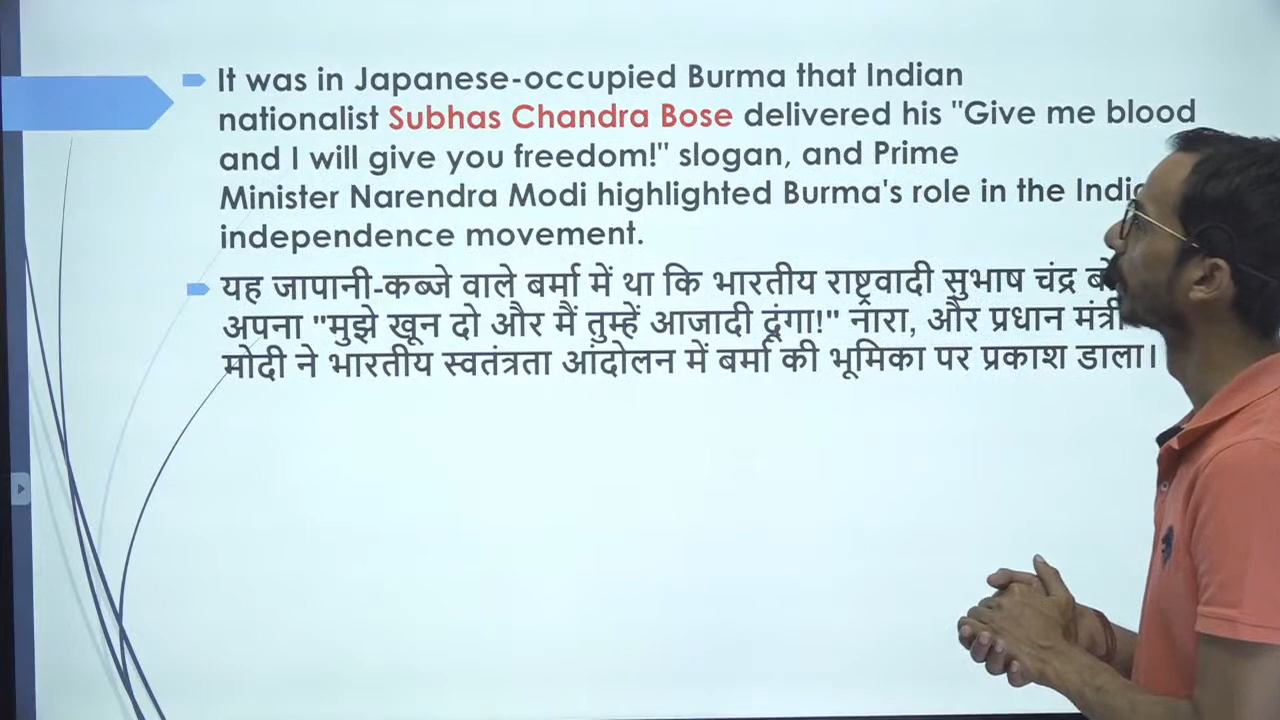 It was in Japanese-occupied Burma that Indian
nationalist Subhas Chandra Bose delivered his "Give me blood
and I will give you freedom!" slogan, and Prime
Minister Narendra Modi highlighted Burma's role in the
independence movement.
यह जापानी-कब्जे वाले बर्मा में था कि भारतीय राष्ट्रवादी सुभाष चंद्र
अपना "मुझे खून दो और मैं तुम्हें आजादी दूंगा!" नारा, और प्रधान मंत्री
मोदी ने भारतीय स्वतंत्रता आंदोलन में बर्मा की भूमिका पर प्रकाश डाला।